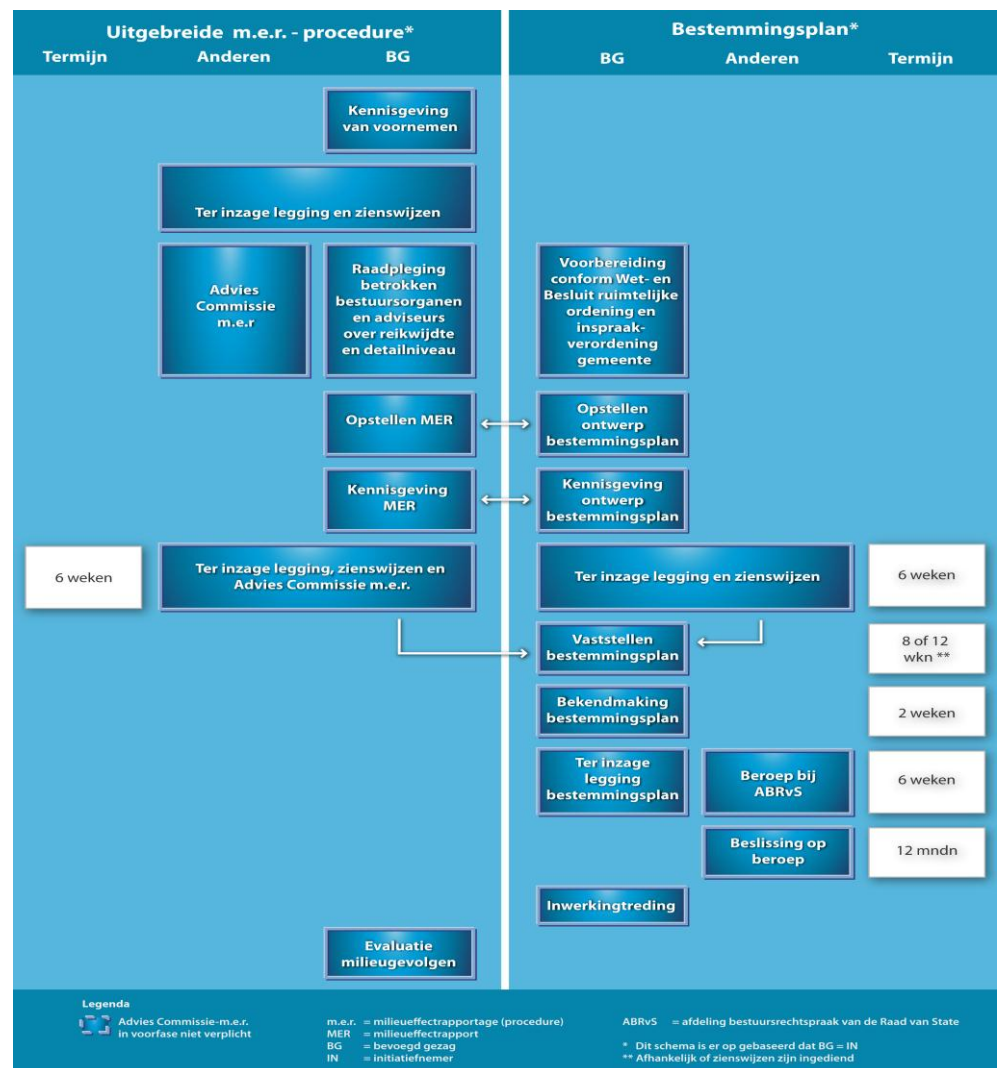 Uitgebreide m.e.r. - procedure*
Termijn
Anderen
BG
Bestemmingsplan*
BG
Anderen
Termijn
Kennisgeving
van voornemen
Ter inzage legging en zienswijzen
Advies
Commissie
m.e.r
Raadpleging
betrokken
bestuursorganen
en adviseurs
over reikwijdte
en detailniveau
Voorbereiding
conform Wet- en
Besluit ruimtelijke
ordening en
inspraak-
verordening
gemeente
Opstellen MER
Opstellen
ontwerp
bestemmingsplan
Kennisgeving
MER
Kennisgeving
ontwerp
bestemmingsplan
6 weken
Ter inzage legging, zienswijzen en
Advies Commissie m.e.r.
Ter inzage legging en zienswijzen
6 weken
Vaststellen
bestemmingsplan
8 of 12
wkn **
Bekendmaking
bestemmingsplan
2 weken
Ter inzage
legging
bestemmingsplan
Beroep bij
ABRvS
6 weken
Beslissing op
beroep
12 mndn
Inwerkingtreding
Evaluatie
milieugevolgen
Legenda
Advies Commissie-m.e.r.
in voorfase niet verplicht
m.e.r. = milieueffectrapportage (procedure)
MER = milieueffectrapport
BG = bevoegd gezag
IN = initiatiefnemer
ABRvS = afdeling bestuursrechtspraak van de Raad van State
* Dit schema is er op gebaseerd dat BG = IN
** Afhankelijk of zienswijzen zijn ingediend